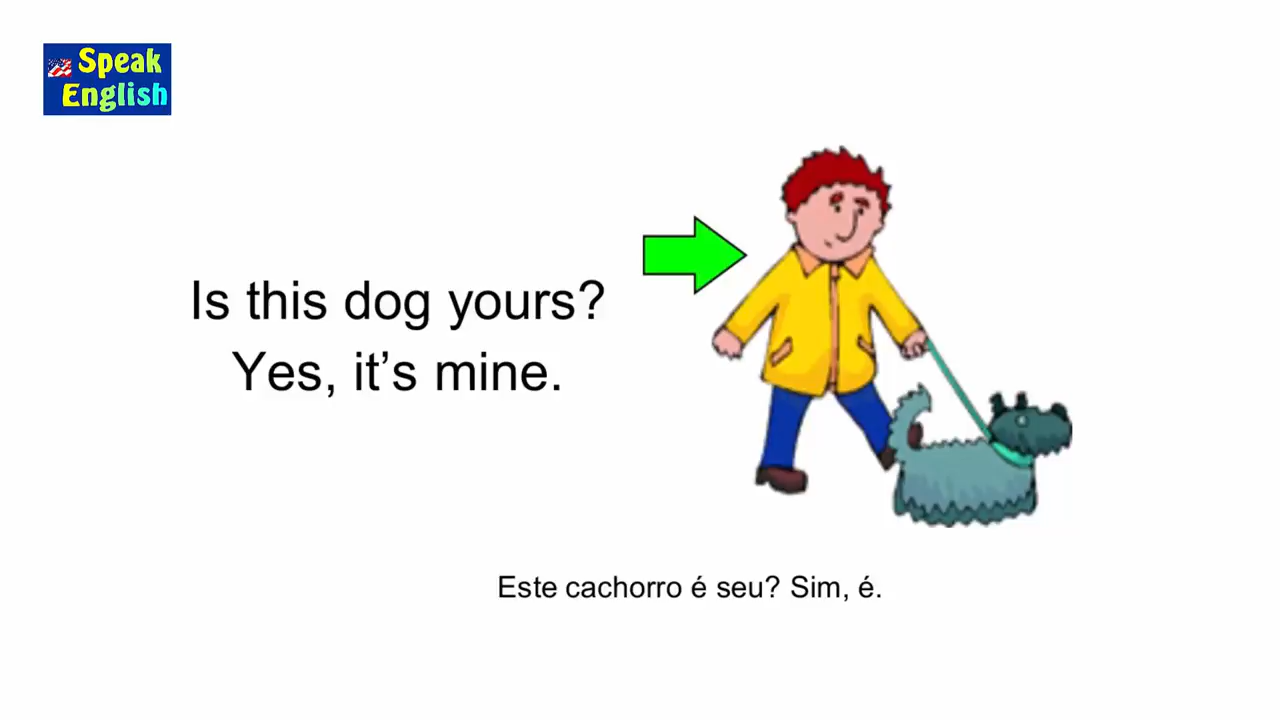 Speak
English
Is this dog yours?
Yes, it’s mine.
Este cachorro é seu? Sim, é.